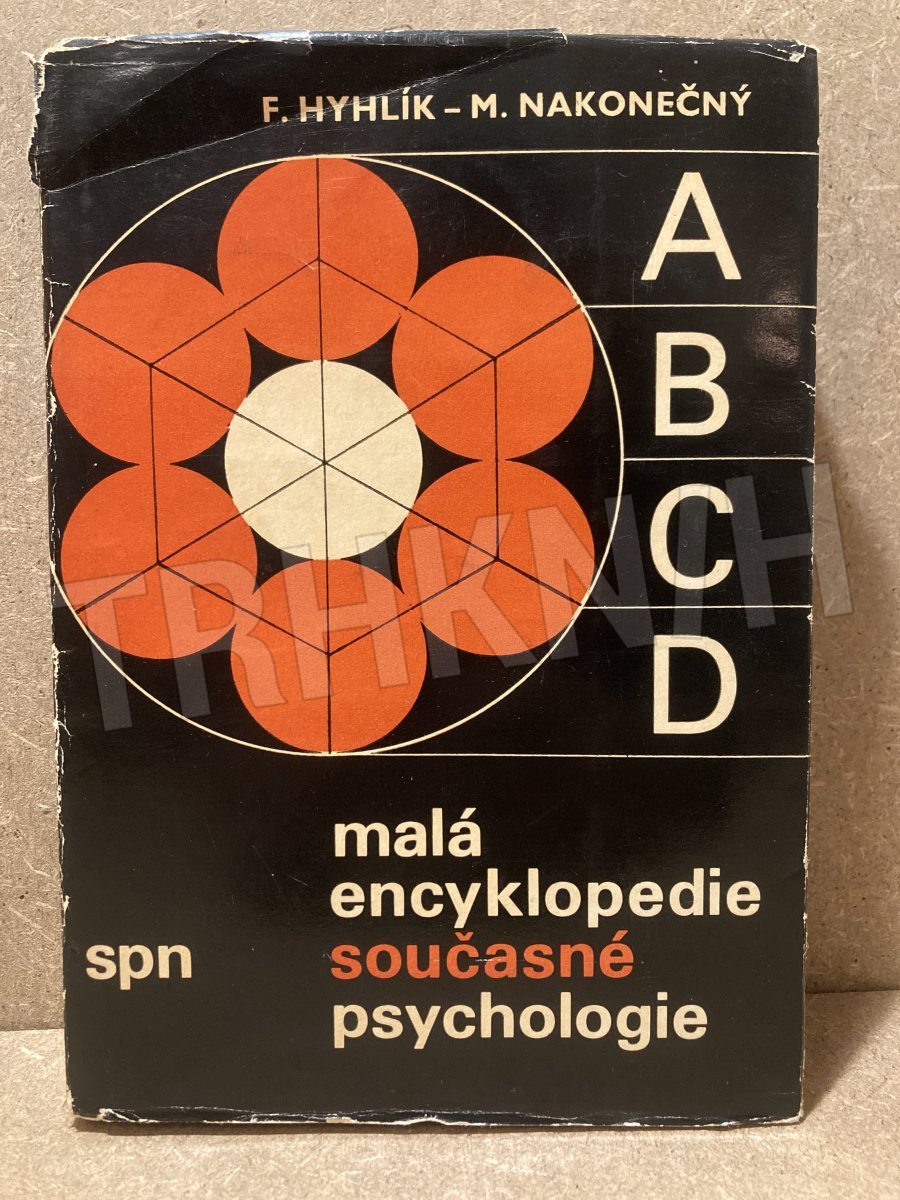 F. HYHLÍK – M. NAKONEČNÝ
A
B
C
D
TRHKNIH
malá
encyklopedie
spn současné
psychologie